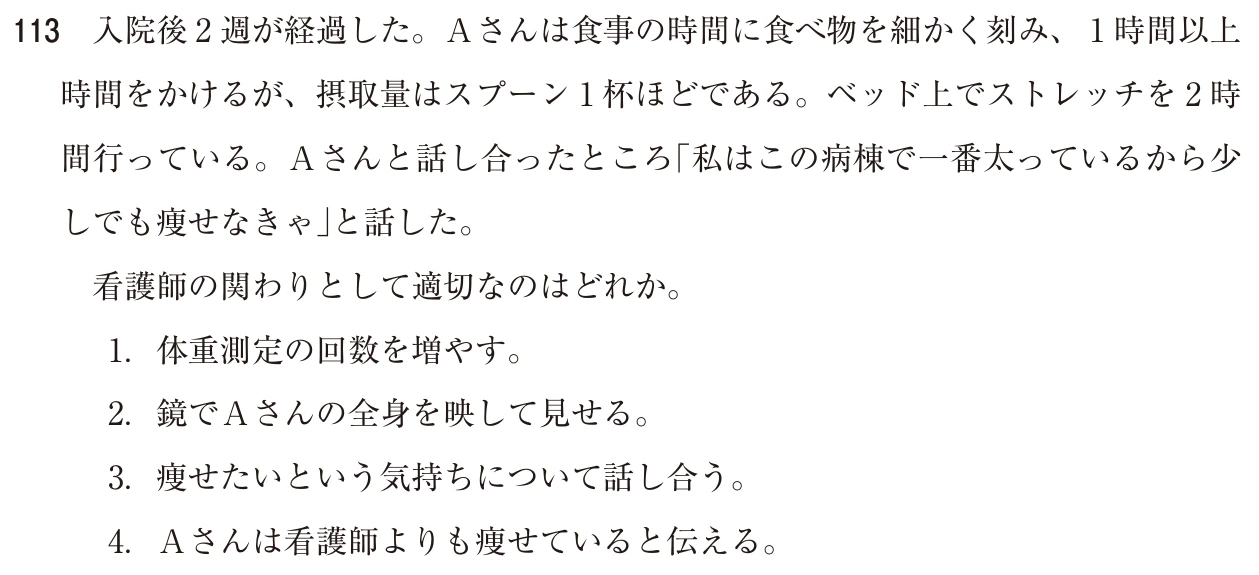 113 入院後2週が経過した。Aさんは食事の時間に食べ物を細かく刻み、1時間以上
時間をかけるが、摂取量はスプーン1杯ほどである。ベッド上でストレッチを2時
間行っている。Aさんと話し合ったところ「私はこの病棟で一番太っているから少
しでも痩せなきゃ」と話した。
看護師の関わりとして適切なのはどれか。
1. 体重測定の回数を増やす。
2. 鏡でAさんの全身を映して見せる。
3. 痩せたいという気持ちについて話し合う。
4. Aさんは看護師よりも痩せていると伝える。